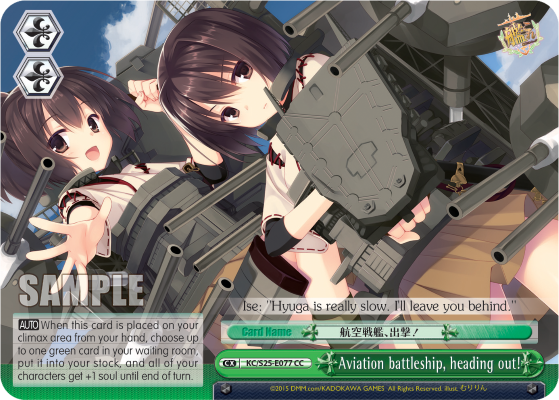 SAMPLE
Ise: "Hyuga is really slow. I'll leave you behind."
Card Name
航空戦艦、出撃!
AUTO When this card is placed on your
climax area from your hand, choose up
to one green card in your waiting room,
put it into your stock, and all of your
characters get +1 soul until end of turn.
CX KC/S25-E077 CC
Aviation battleship, heading out!
©2015 DMM.com/KADOKAWA GAMES All Rights Reserved. illust. むりりん